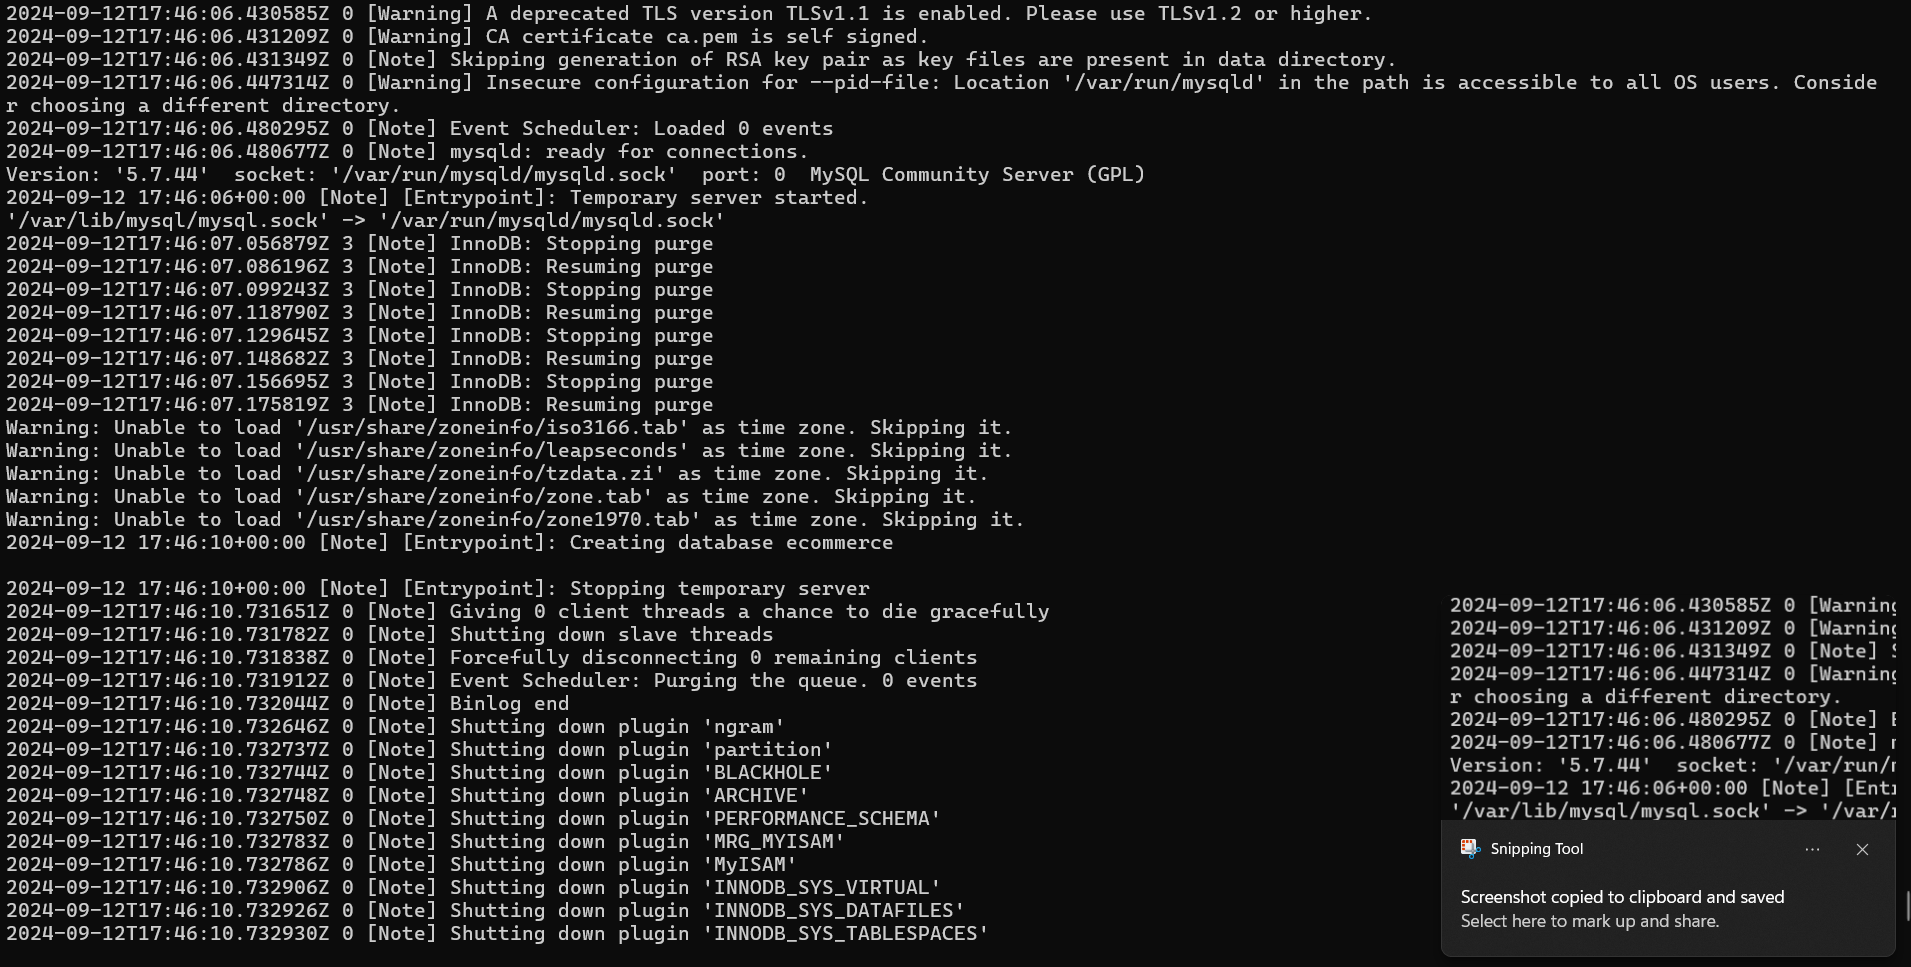 2024-09-12T17:46:06.430585Z 0 [Warning] A deprecated TLS version TLSv1.1 is enabled. Please use TLSv1.2 or higher.
2024-09-12T17:46:06.431209Z 0 [Warning] CA certificate ca.pem is self signed.
2024-09-12T17:46:06.431349Z 0 [Note] Skipping generation of RSA key pair as key files are present in data directory.
2024-09-12T17:46:06.447314Z 0 [Warning] Insecure configuration for --pid-file: Location '/var/run/mysqld' in the path is accessible to all OS users. Conside
r choosing a different directory.
2024-09-12T17:46:06.480295Z 0 [Note] Event Scheduler: Loaded 0 events
2024-09-12T17:46:06.480677Z 0 [Note] mysqld: ready for connections.
Version: '5.7.44'  socket: '/var/run/mysqld/mysqld.sock'  port: 0  MySQL Community Server (GPL)
2024-09-12 17:46:06+00:00 [Note] [Entrypoint]: Temporary server started.
'/var/lib/mysql/mysql.sock' -> '/var/run/mysqld/mysqld.sock'
2024-09-12T17:46:07.056879Z 3 [Note] InnoDB: Stopping purge
2024-09-12T17:46:07.086196Z 3 [Note] InnoDB: Resuming purge
2024-09-12T17:46:07.099243Z 3 [Note] InnoDB: Stopping purge
2024-09-12T17:46:07.118790Z 3 [Note] InnoDB: Resuming purge
2024-09-12T17:46:07.129645Z 3 [Note] InnoDB: Stopping purge
2024-09-12T17:46:07.148682Z 3 [Note] InnoDB: Resuming purge
2024-09-12T17:46:07.156695Z 3 [Note] InnoDB: Stopping purge
2024-09-12T17:46:07.175819Z 3 [Note] InnoDB: Resuming purge
Warning: Unable to load '/usr/share/zoneinfo/iso3166.tab' as time zone. Skipping it.
Warning: Unable to load '/usr/share/zoneinfo/leapseconds' as time zone. Skipping it.
Warning: Unable to load '/usr/share/zoneinfo/tzdata.zi' as time zone. Skipping it.
Warning: Unable to load '/usr/share/zoneinfo/zone.tab' as time zone. Skipping it.
Warning: Unable to load '/usr/share/zoneinfo/zone1970.tab' as time zone. Skipping it.
2024-09-12 17:46:10+00:00 [Note] [Entrypoint]: Creating database ecommerce
2024-09-12 17:46:10+00:00 [Note] [Entrypoint]: Stopping temporary server
2024-09-12T17:46:10.731651Z 0 [Note] Giving 0 client threads a chance to die gracefully
2024-09-12T17:46:10.731782Z 0 [Note] Shutting down slave threads
2024-09-12T17:46:10.731838Z 0 [Note] Forcefully disconnecting 0 remaining clients
2024-09-12T17:46:10.731912Z 0 [Note] Event Scheduler: Purging the queue. 0 events
2024-09-12T17:46:10.732044Z 0 [Note] Binlog end
2024-09-12T17:46:10.732646Z 0 [Note] Shutting down plugin 'ngram'
2024-09-12T17:46:10.732737Z 0 [Note] Shutting down plugin 'partition'
2024-09-12T17:46:10.732744Z 0 [Note] Shutting down plugin 'BLACKHOLE'
2024-09-12T17:46:10.732748Z 0 [Note] Shutting down plugin 'ARCHIVE'
2024-09-12T17:46:10.732750Z 0 [Note] Shutting down plugin 'PERFORMANCE_SCHEMA'
2024-09-12T17:46:10.732783Z 0 [Note] Shutting down plugin 'MRG_MYISAM'
2024-09-12T17:46:10.732786Z 0 [Note] Shutting down plugin 'MyISAM'
2024-09-12T17:46:10.732906Z 0 [Note] Shutting down plugin 'INNODB_SYS_VIRTUAL'
2024-09-12T17:46:10.732926Z 0 [Note] Shutting down plugin 'INNODB_SYS_DATAFILES'
2024-09-12T17:46:10.732930Z 0 [Note] Shutting down plugin 'INNODB_SYS_TABLESPACES'
2024-09-12T17:46:06.430585Z 0 [Warning
2024-09-12T17:46:06.431209Z 0 [Warning
2024-09-12T17:46:06.431349Z 0 [Note] S
2024-09-12T17:46:06.447314Z 0 [Warning
r choosing a different directory.
2024-09-12T17:46:06.480295Z 0 [Note] E
2024-09-12T17:46:06.480677Z 0 [Note] m
Version: '5.7.44'  socket: '/var/run/m
2024-09-12 17:46:06+00:00 [Note] [Entr
'/var/lib/mysql/mysql.sock' -> '/var/r
Snipping Tool
Screenshot copied to clipboard and saved
Select here to mark up and share.